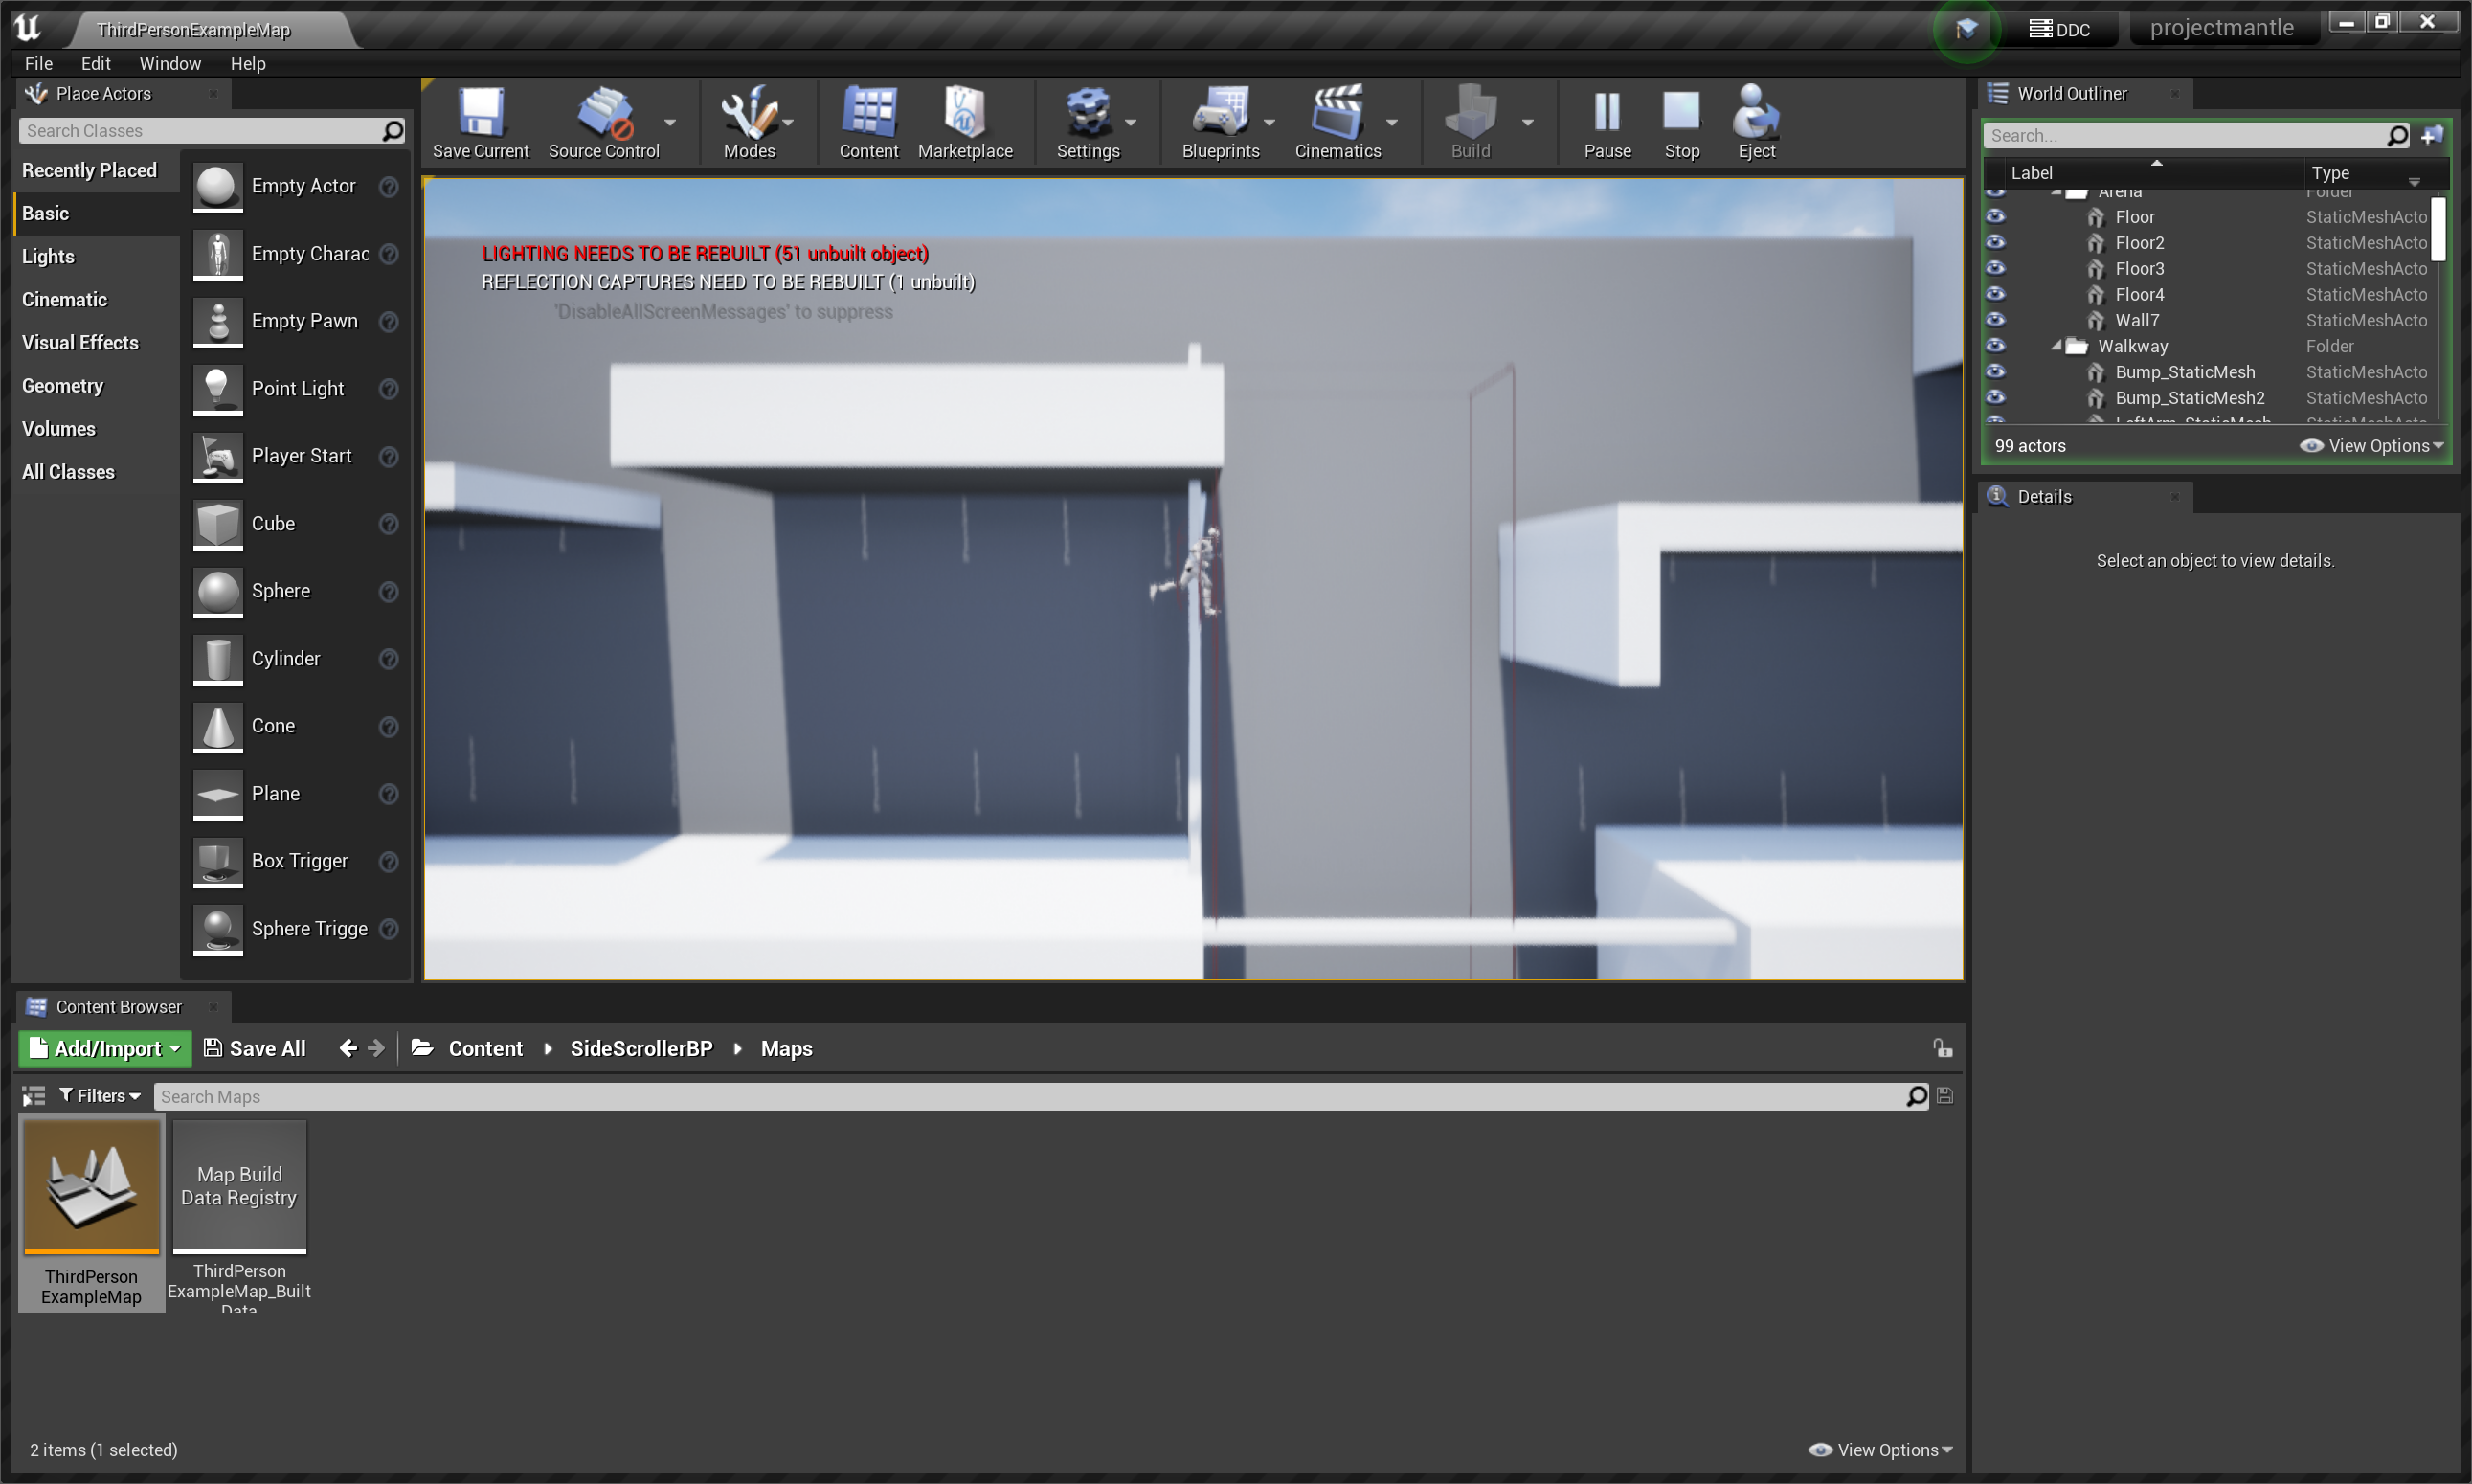 ThirdPersonExampleMap
DDC
projectmantle
File Edit Window Help
Place Actors
Search Classes
Recently Placed
Basic
Lights
Cinematic
Visual Effects
Geometry
Volumes
All Classes
Empty Actor
Empty Charac
Empty Pawn
Point Light
Player Start
Cube
Sphere
Cylinder
Cone
Plane
Box Trigger
Sphere Trigge
Save Current
Source Control
Modes
Content
Marketplace
Settings
Blueprints
Cinematics
Build
Pause
Stop
Eject
LIGHTING NEEDS TO BE REBUILT (51 unbuilt object)
REFLECTION CAPTURES NEED TO BE REBUILT (1 unbuilt)
'DisableAllScreenMessages' to suppress
World Outliner
Search...
Label Type
Arena Folder
Floor StaticMeshActo
Floor2 StaticMeshActo
Floor3 StaticMeshActo
Floor4 StaticMeshActo
Wall7 StaticMeshActo
Walkway Folder
Bump_StaticMesh StaticMeshActo
Bump_StaticMesh2 StaticMeshActo
LeftArm_StaticMesh StaticMeshActo
99 actors
View Options
Details
Select an object to view details.
Content Browser
Add/Import
Save All
Content
SideScrollerBP
Maps
Filters
Search Maps
ThirdPerson
ExampleMap
Map Build
Data Registry
ThirdPerson
ExampleMap_Built
Data
2 items (1 selected)
View Options